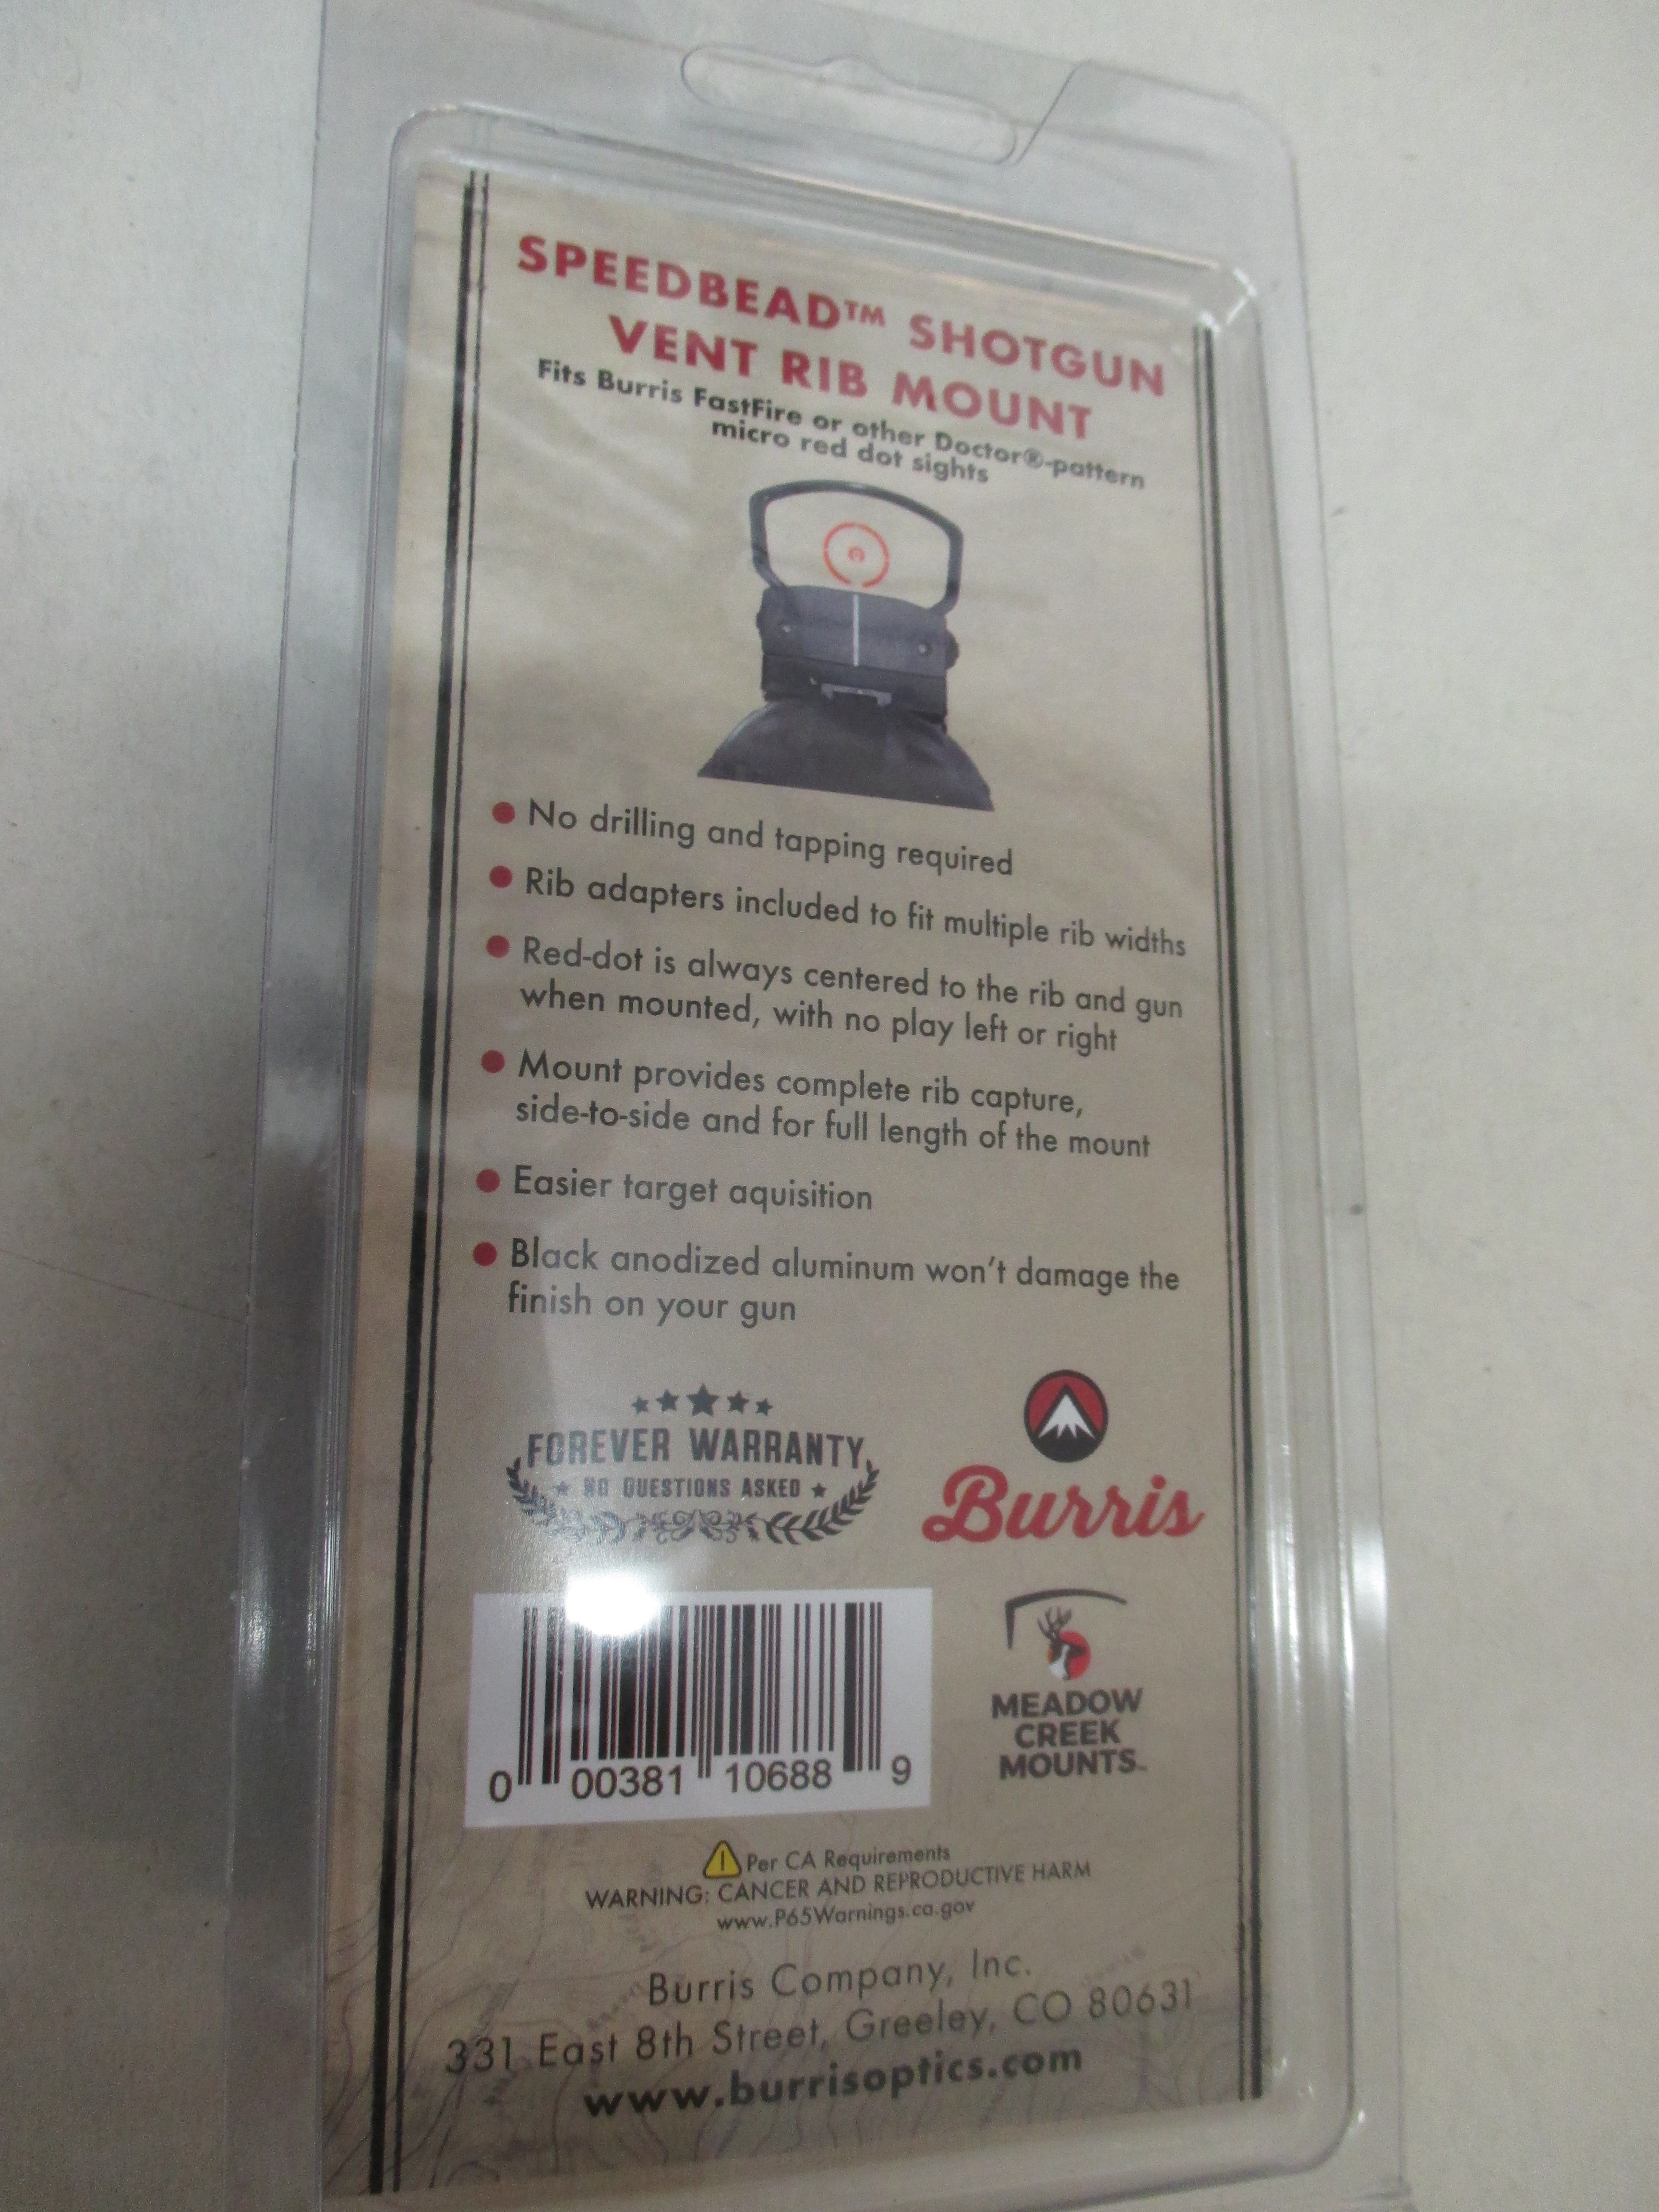 SPEEDBEAD™ SHOTGUN
VENT RIB MOUNT
Fits Burris FastFire or other Doctor®-pattern
micro red dot sights
No drilling and tapping required
Rib adapters included to fit multiple rib widths
Red-dot is always centered to the rib and gun
when mounted, with no play left or right
Mount provides complete rib capture,
side-to-side and for full length of the mount
Easier target aquisition
Black anodized aluminum won't damage the
finish on your gun
FOREVER WARRANTY
NO QUESTIONS ASKED
Burris
0 00381 10688 9
MEADOW
CREEK
MOUNTS™
Per CA Requirements
WARNING: CANCER AND REPRODUCTIVE HARM
www.P65Warnings.ca.gov
Burris Company, Inc.
331 East 8th Street, Greeley, CO 80631
www.burrisoptics.com